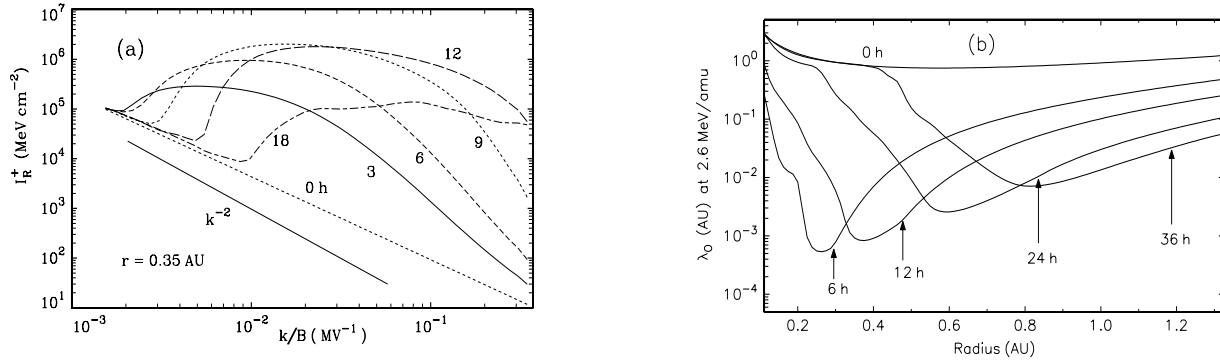 (a)
I_R^+ (MeV cm^-2)
10^7
10^6
10^5
10^4
10^3
10^2
10^1
12
18
3
6
9
0 h
k^-2
r = 0.35 AU
10^-3
10^-2
10^-1
k/B (MV^-1)
(b)
λ_O (AU) at 2.6 MeV/amu
10^0
10^-1
10^-2
10^-3
10^-4
0 h
6 h
12 h
24 h
36 h
0.2
0.4
0.6
0.8
1.0
1.2
Radius (AU)